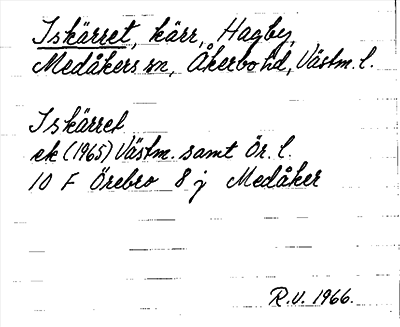 Iskärret, kärr, Hagby,
Medåkers sn, Åkerbo hd, Västm. l.
Iskärret
ek (1965) Västm. samt Ör. l.
10 F Örebro 8 j Medåker
R.V. 1966.